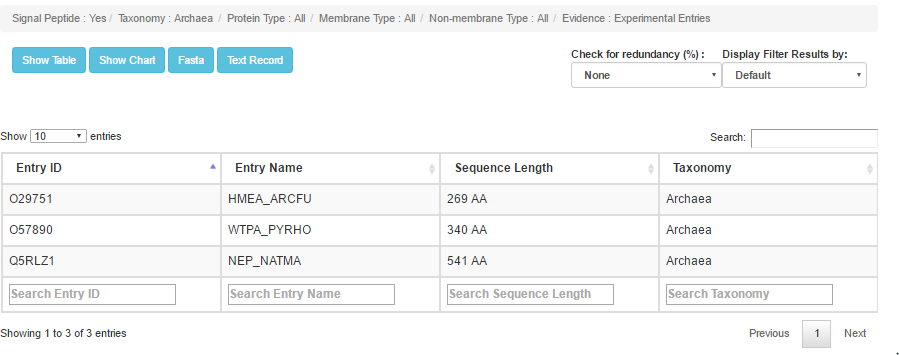 Signal Peptide : Yes / Taxonomy : Archaea / Protein Type : All / Membrane Type : All / Non-membrane Type : All / Evidence : Experimental Entries
Check for redundancy (%) : Display Filter Results by:
Show Table Show Chart Fasta Text Record
None Default
Show 10 entries Search:
Entry ID Entry Name Sequence Length Taxonomy
O29751 HMEA_ARCFU 269 AA Archaea
O57890 WTPA_PYRHO 340 AA Archaea
Q5RLZ1 NEP_NATMA 541 AA Archaea
Search Entry ID Search Entry Name Search Sequence Length Search Taxonomy
Showing 1 to 3 of 3 entries Previous 1 Next
.